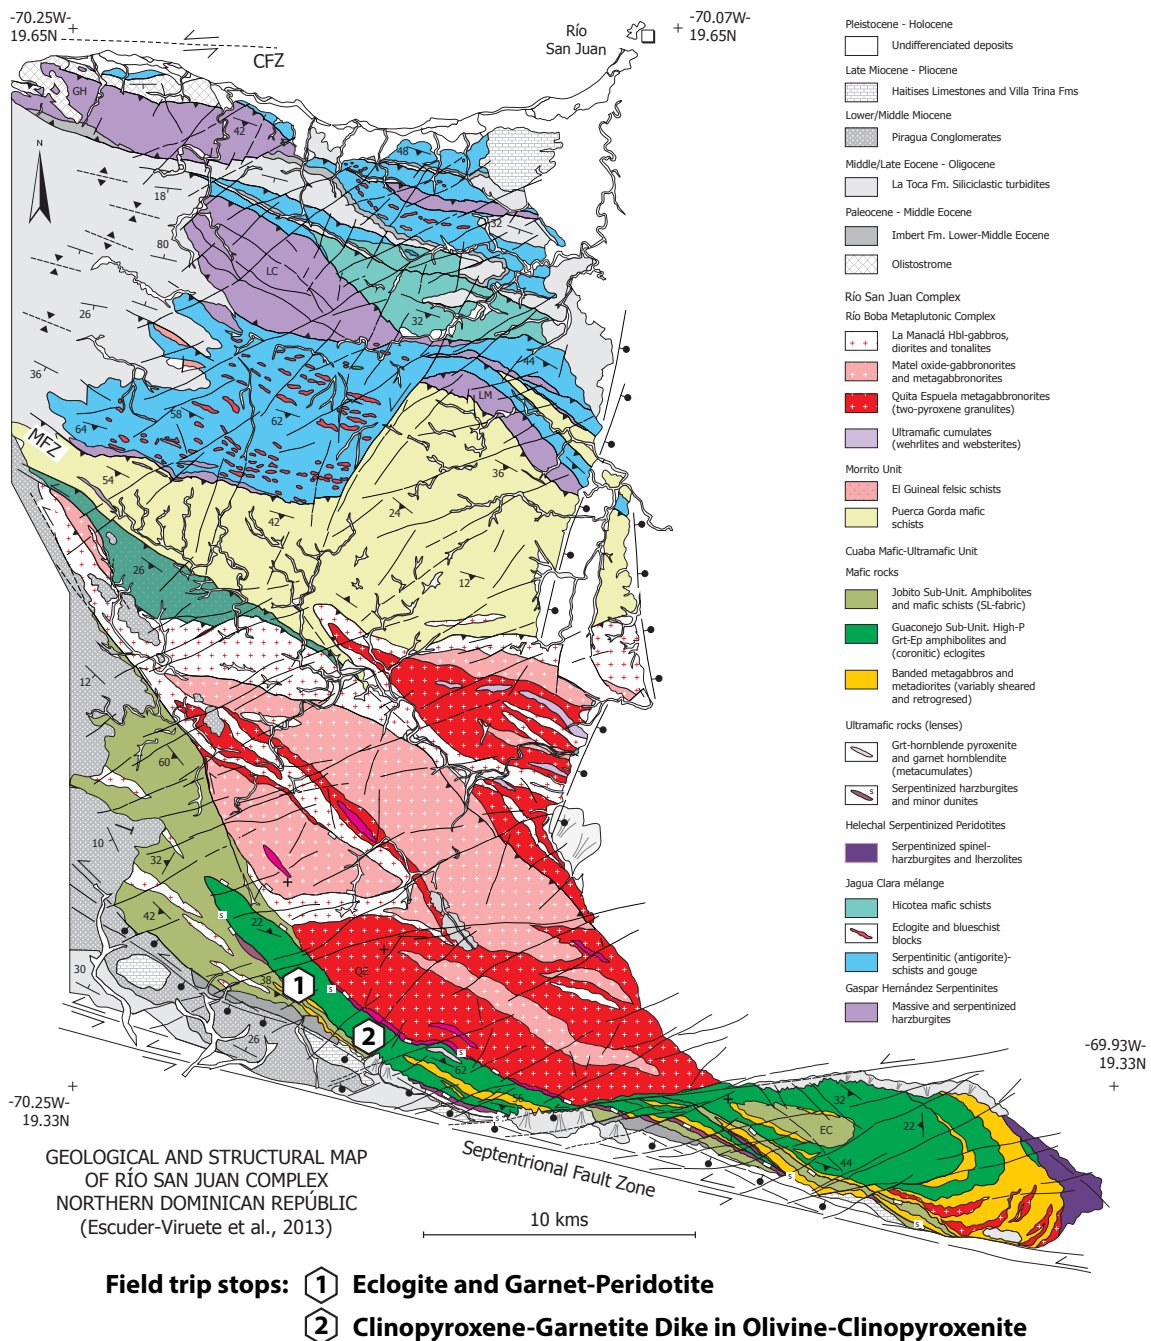 -70.25W-
19.65N
CFZ
Río
San Juan
-70.07W
19.65N
GH
42
48
N
18
32
80
LC
26
32
44
36
LM
58
62
64
MFZ
54
36
24
42
26
12
12
60
10
32
42
22
QE
30
38
s
s
1
26
2
s
62
56
s
32
22
EC
44
s
s
-69.93W-
19.33N
-70.25W-
19.33N
Septentrional Fault Zone
GEOLOGICAL AND STRUCTURAL MAP
OF RÍO SAN JUAN COMPLEX
NORTHERN DOMINICAN REPÚBLIC
(Escuder-Viruete et al., 2013)
10 kms
Pleistocene - Holocene
Undifferenciated deposits
Late Miocene - Pliocene
Haitises Limestones and Villa Trina Fms
Lower/Middle Miocene
Piragua Conglomerates
Middle/Late Eocene - Oligocene
La Toca Fm. Siliciclastic turbidites
Paleocene - Middle Eocene
Imbert Fm. Lower-Middle Eocene
Olistostrome
Río San Juan Complex
Río Boba Metaplutonic Complex
La Manaclá Hbl-gabbros,
diorites and tonalites
Matel oxide-gabbronorites
and metagabbronorites
Quita Espuela metagabbronorites
(two-pyroxene granulites)
Ultramafic cumulates
(wehrlites and websterites)
Morrito Unit
El Guineal felsic schists
Puerca Gorda mafic
schists
Cuaba Mafic-Ultramafic Unit
Mafic rocks
Jobito Sub-Unit. Amphibolites
and mafic schists (SL-fabric)
Guaconejo Sub-Unit. High-P
Grt-Ep amphibolites and
(coronitic) eclogites
Banded metagabbros and
metadiorites (variably sheared
and retrogresed)
Ultramafic rocks (lenses)
Grt-hornblende pyroxenite
and garnet hornblendite
(metacumulates)
s
Serpentinized harzburgites
and minor dunites
Helechal Serpentinized Peridotites
Serpentinized spinel-
harzburgites and lherzolites
Jagua Clara mélange
Hicotea mafic schists
Eclogite and blueschist
blocks
Serpentinitic (antigorite)-
schists and gouge
Gaspar Hernández Serpentinites
Massive and serpentinized
harzburgites
Field trip stops: 1 Eclogite and Garnet-Peridotite
2 Clinopyroxene-Garnetite Dike in Olivine-Clinopyroxenite